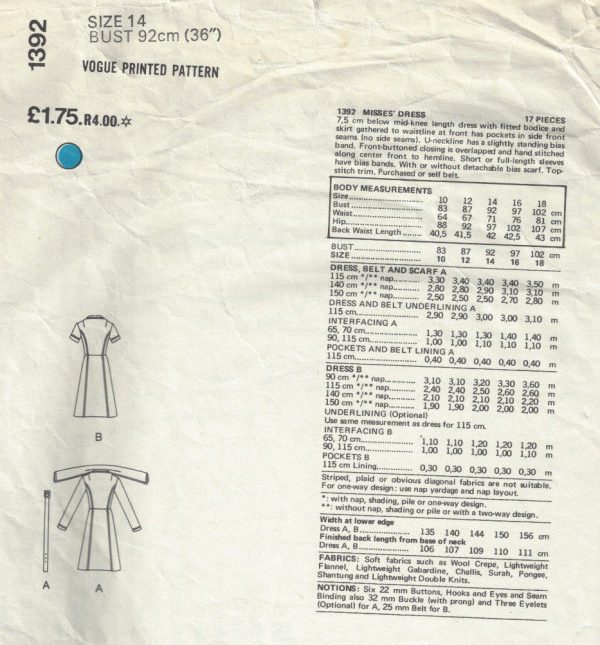 1392
SIZE 14
BUST 92cm (36")
VOGUE PRINTED PATTERN
£1.75. R4.00.✰
1392 MISSES' DRESS 17 PIECES
7,5 cm below mid-knee length dress with fitted bodice and
skirt gathered to waistline at front has pockets in side front
seams (no side seams). U-neckline has a slightly standing bias
band. Front-buttoned closing is overlapped and hand stitched
along center front to hemline. Short or full-length sleeves
have bias bands. With or without detachable bias scarf. Top-
stitch trim. Purchased or self belt.
BODY MEASUREMENTS
Size 10 12 14 16 18
Bust 83 87 92 97 102 cm
Waist 64 67 71 76 81 cm
Hip 88 92 97 102 107 cm
Back Waist Length 40,5 41,5 42 42,5 43 cm
BUST 83 87 92 97 102 cm
SIZE 10 12 14 16 18
DRESS, BELT AND SCARF A
115 cm */** nap 3,30 3,40 3,40 3,40 3,50 m
140 cm */** nap 2,80 2,80 2,90 3,10 3,10 m
150 cm */** nap 2,50 2,50 2,50 2,70 2,80 m
DRESS AND BELT UNDERLINING A
115 cm 2,90 2,90 3,00 3,00 3,10 m
INTERFACING A
65, 70 cm 1,30 1,30 1,30 1,40 1,40 m
90, 115 cm 1,00 1,00 1,10 1,10 1,10 m
POCKETS AND BELT LINING A
115 cm 0,40 0,40 0,40 0,40 0,40 m
DRESS B
90 cm */** nap 3,10 3,10 3,20 3,30 3,60 m
115 cm */** nap 2,40 2,40 2,50 2,60 2,60 m
140 cm */** nap 2,10 2,10 2,10 2,10 2,20 m
150 cm */** nap 1,90 1,90 2,00 2,00 2,00 m
UNDERLINING (Optional)
Use same measurement as dress for 115 cm.
INTERFACING B
65, 70 cm 1,10 1,10 1,20 1,20 1,20 m
90, 115 cm 1,00 1,00 1,00 1,00 1,00 m
POCKETS B
115 cm Lining 0,30 0,30 0,30 0,30 0,30 m
Striped, plaid or obvious diagonal fabrics are not suitable.
For one-way design: use nap yardage and nap layout.
*: with nap, shading, pile or one-way design.
**: without nap, shading or pile or with a two-way design.
Width at lower edge
Dress A, B 135 140 144 150 156 cm
Finished back length from base of neck
Dress A, B 106 107 109 110 111 cm
FABRICS: Soft fabrics such as Wool Crepe, Lightweight
Flannel, Lightweight Gabardine, Challis, Surah, Pongee,
Shantung and Lightweight Double Knits.
NOTIONS: Six 22 mm Buttons, Hooks and Eyes and Seam
Binding also 32 mm Buckle (with prong) and Three Eyelets
(Optional) for A, 25 mm Belt for B.
B
A A